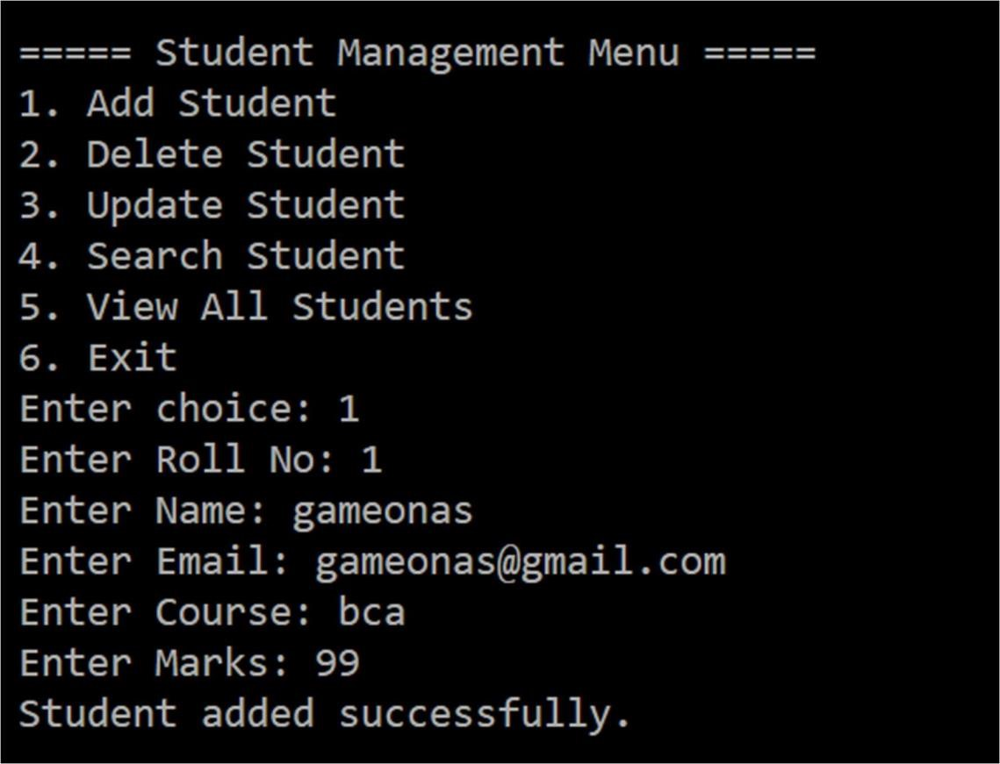 ===== Student Management Menu =====
1. Add Student
2. Delete Student
3. Update Student
4. Search Student
5. View All Students
6. Exit
Enter choice: 1
Enter Roll No: 1
Enter Name: gameonas
Enter Email: gameonas@gmail.com
Enter Course: bca
Enter Marks: 99
Student added successfully.